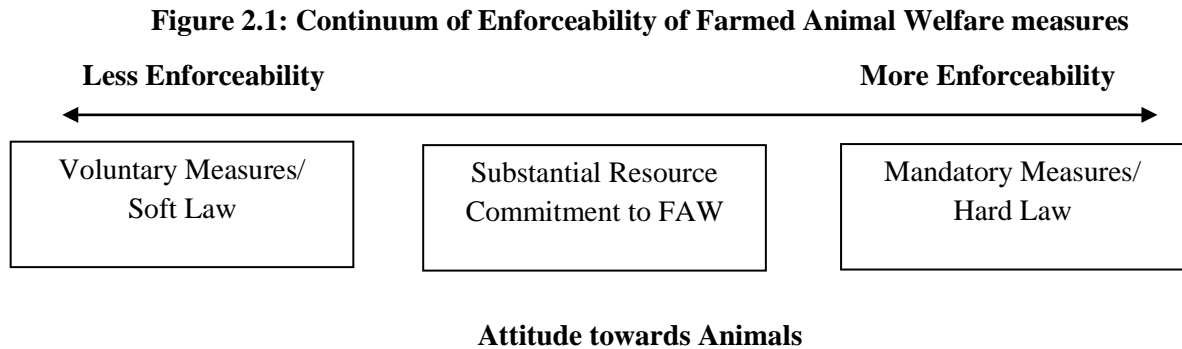 Figure 2.1: Continuum of Enforceability of Farmed Animal Welfare measures
Less Enforceability
More Enforceability
Voluntary Measures/
Soft Law
Substantial Resource
Commitment to FAW
Mandatory Measures/
Hard Law
Attitude towards Animals